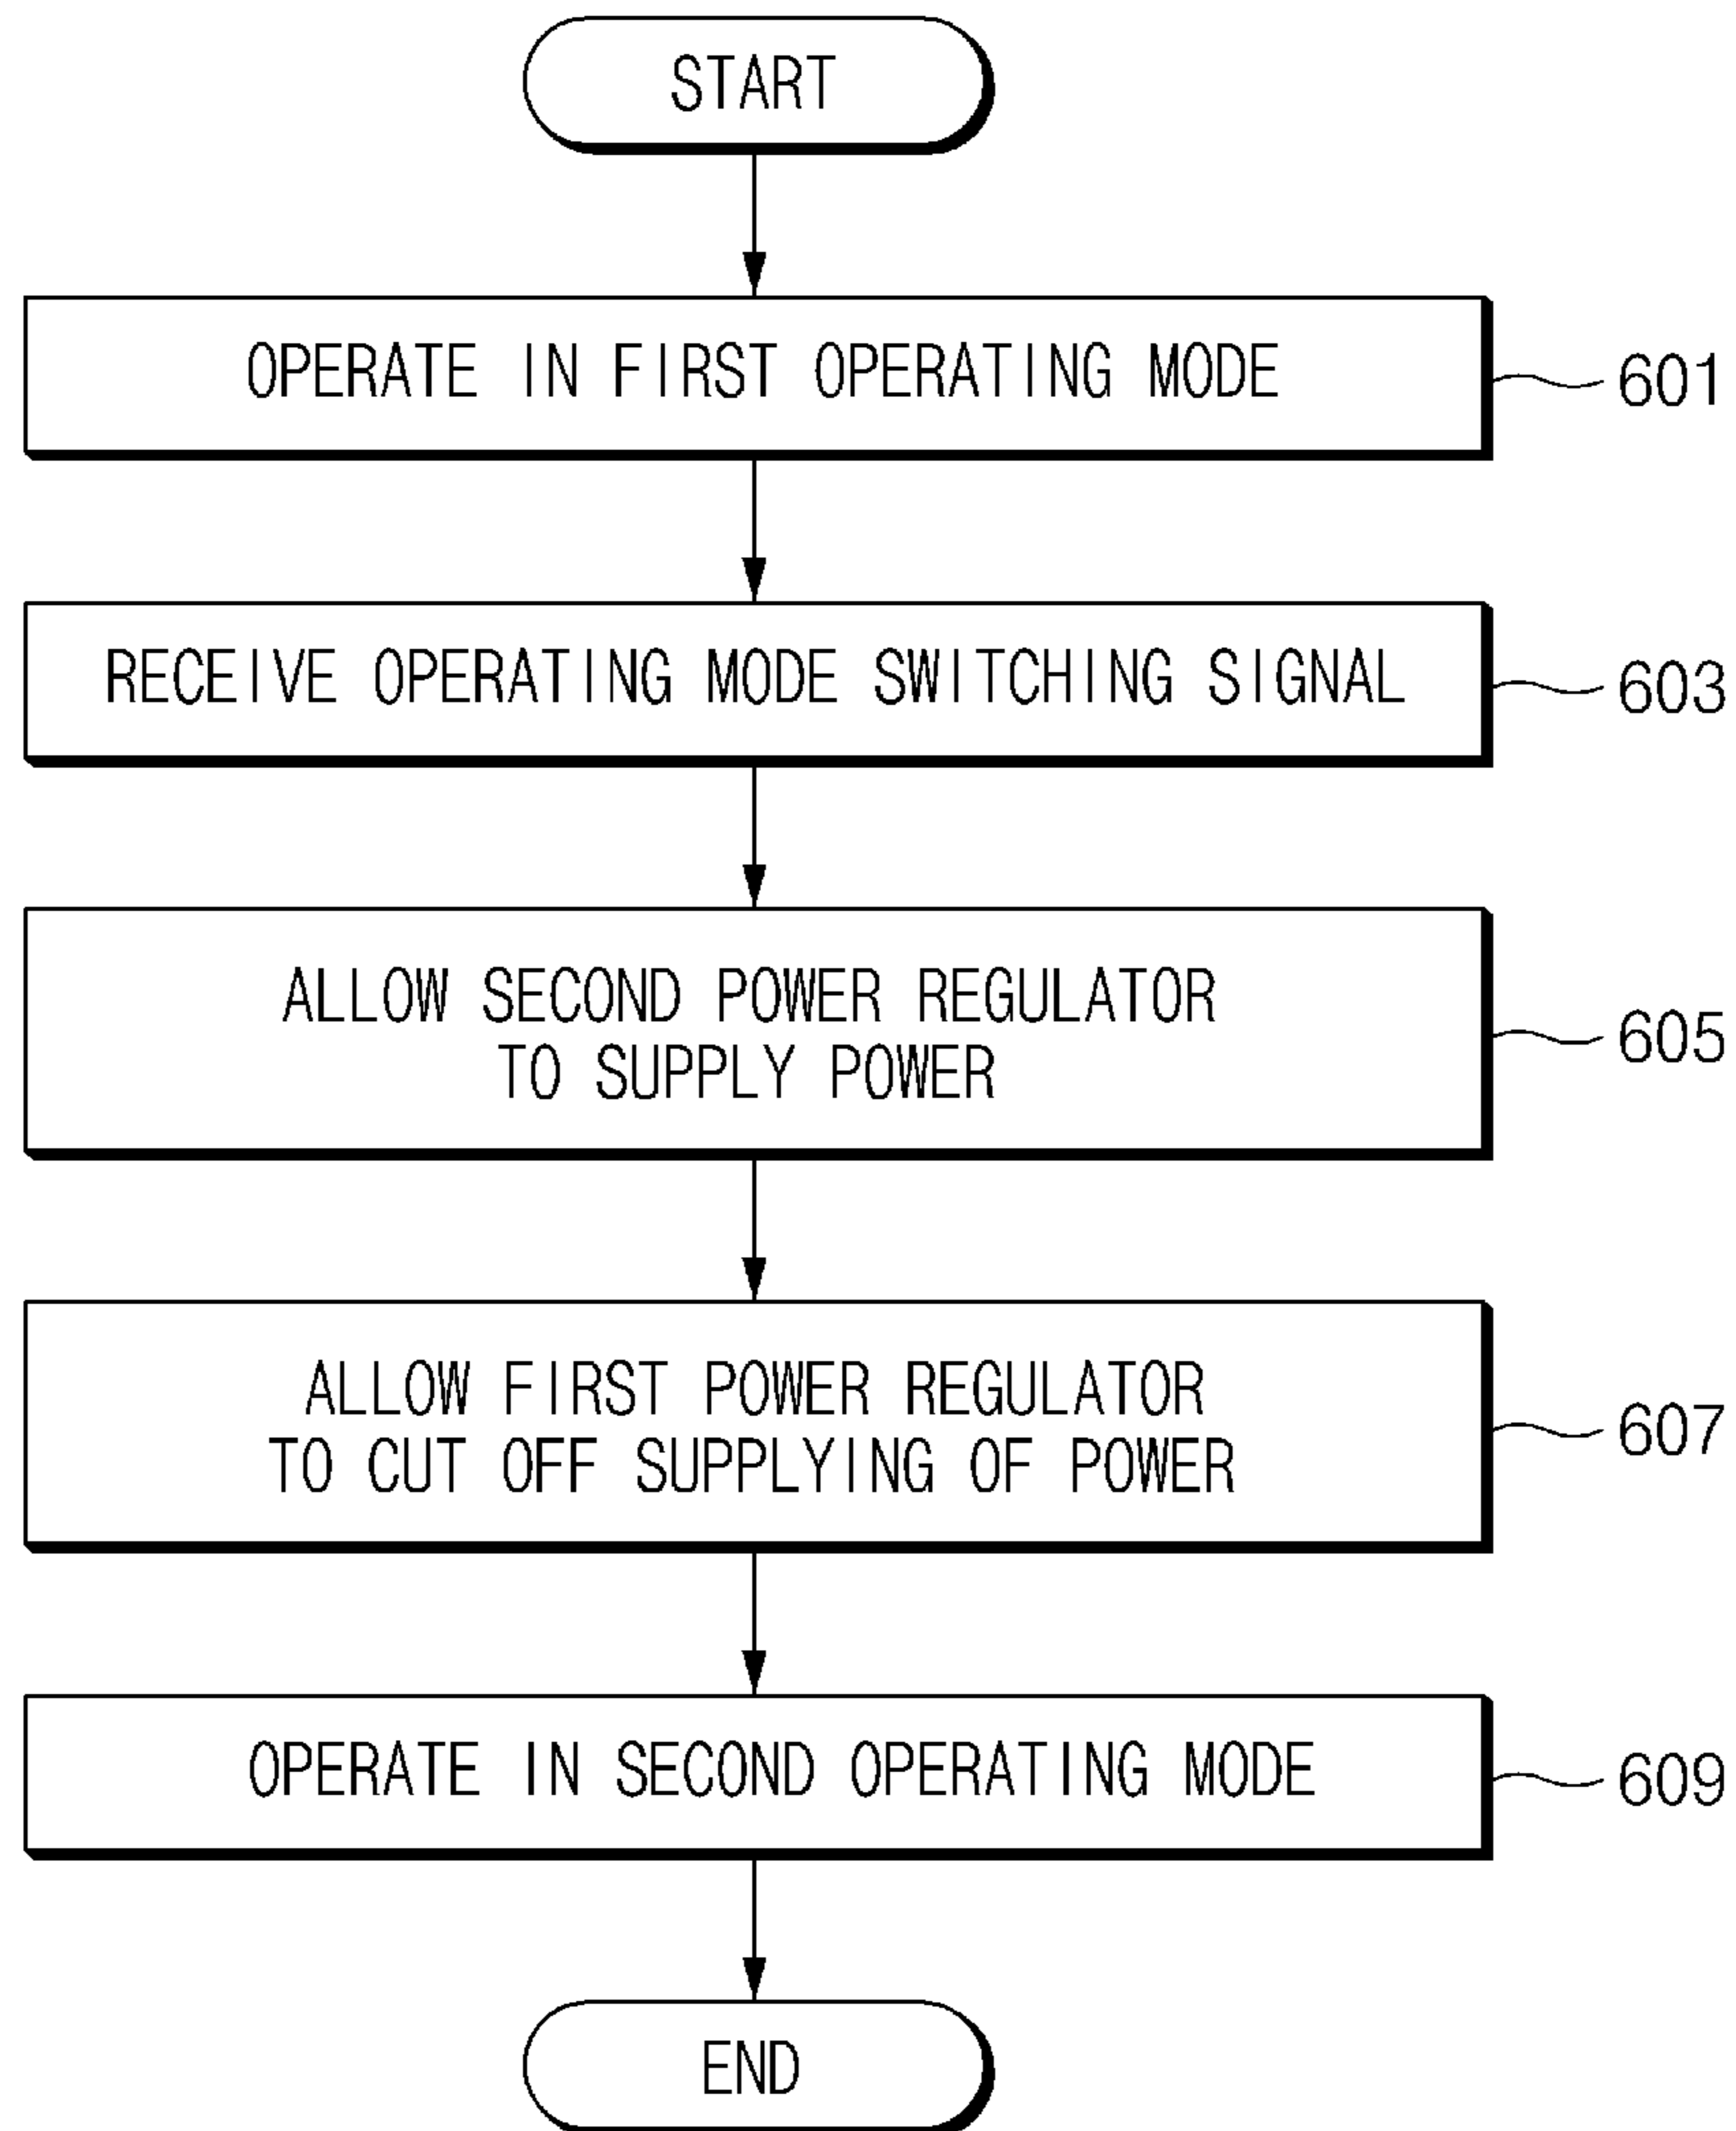 START
OPERATE IN FIRST OPERATING MODE
601
RECEIVE OPERATING MODE SWITCHING SIGNAL
603
ALLOW SECOND POWER REGULATOR
TO SUPPLY POWER
605
ALLOW FIRST POWER REGULATOR
TO CUT OFF SUPPLYING OF POWER
607
OPERATE IN SECOND OPERATING MODE
609
END